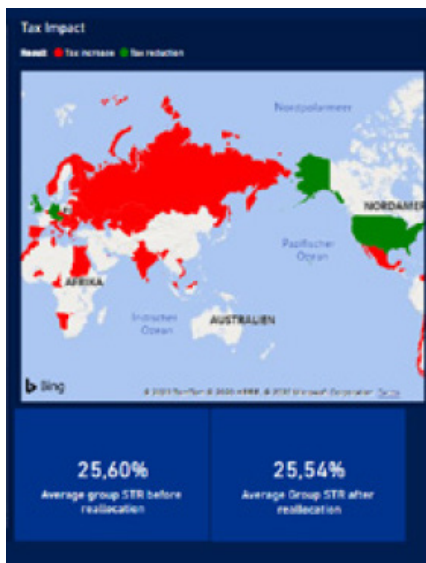 Tax Impact
Result Tax increase Tax reduction
Nordpolarmeer
NORDAMER
Pazifischer
Ozean
AFRIKA
Indischer
Ozean
AUSTRALIEN
Bing
25,60%
25,54%
Average group STR before
reallocation
Average Group STR after
reallocation